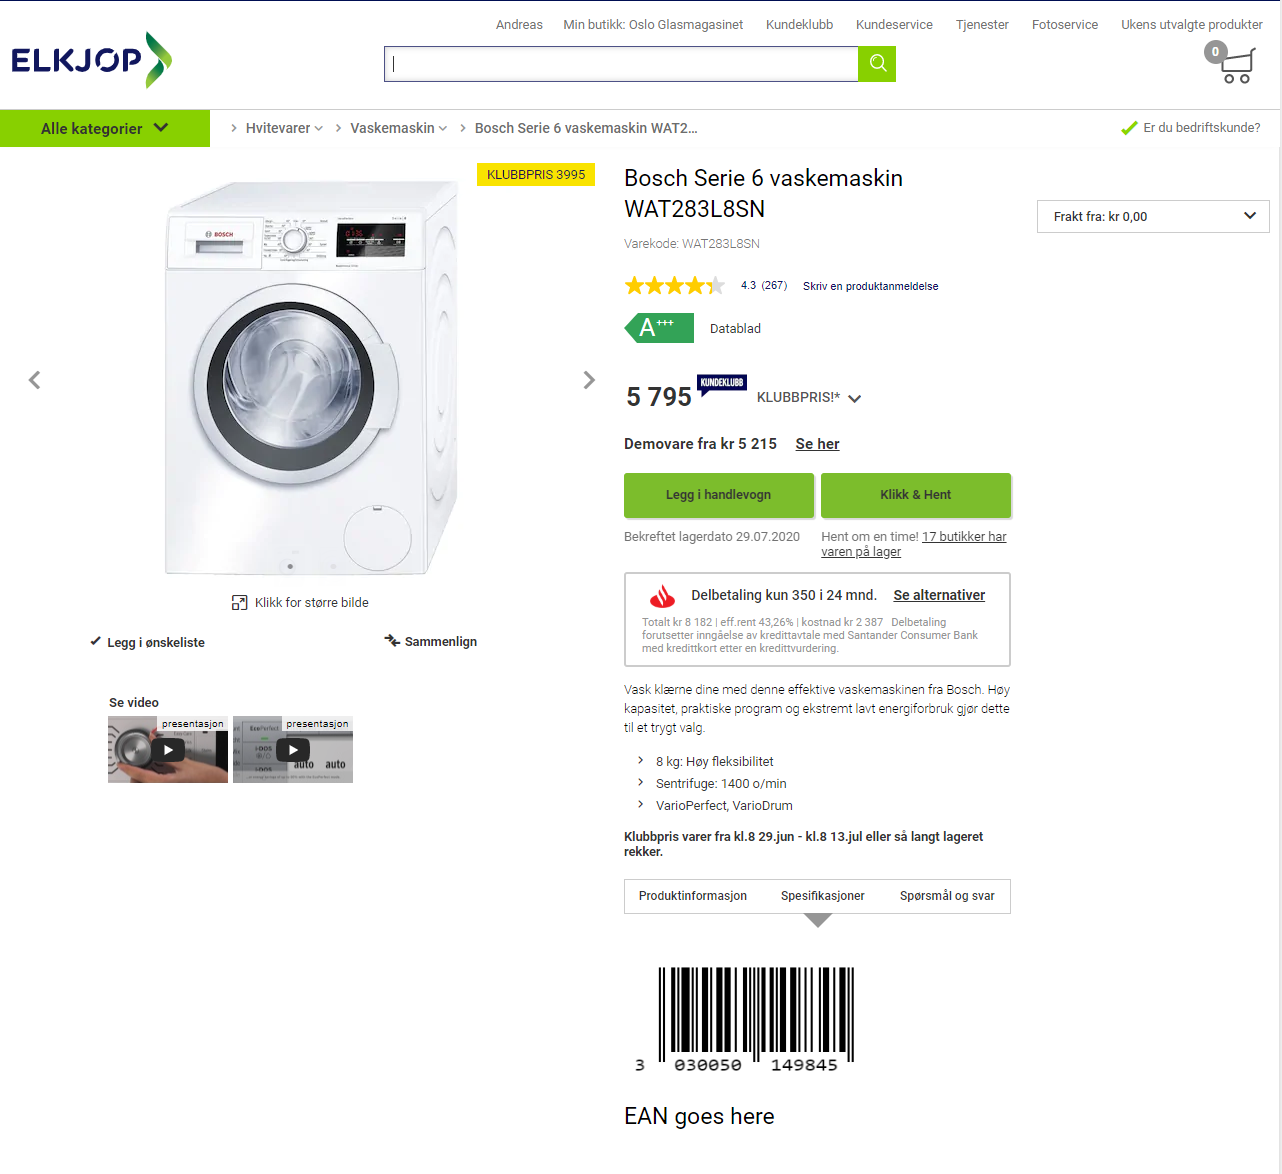 Andreas
Min butikk: Oslo Glasmagasinet
Kundeklubb
Kundeservice
Tjenester
Fotoservice
Ukens utvalgte produkter
ELKJOP
0
Alle kategorier
Hvitevarer
Vaskemaskin
Bosch Serie 6 vaskemaskin WAT2...
Er du bedriftskunde?
KLUBBPRIS 3995
BOSCH
Klikk for større bilde
Legg i ønskeliste
Sammenlign
Se video
presentasjon
presentasjon
EcoPerfect
auto auto
Bosch Serie 6 vaskemaskin
WAT283L8SN
Varekode: WAT283L8SN
4.3 (267) Skriv en produktanmeldelse
A+++ Datablad
5 795 KUNDEKLUBB KLUBBPRIS!*
Demovare fra kr 5 215 Se her
Legg i handlevogn
Klikk & Hent
Bekreftet lagerdato 29.07.2020
Hent om en time! 17 butikker har
varen på lager
Delbetaling kun 350 i 24 mnd. Se alternativer
Totalt kr 8 182 | eff.rent 43,26% | kostnad kr 2 387 Delbetaling
forutsetter inngåelse av kredittavtale med Santander Consumer Bank
med kredittkort etter en kredittvurdering.
Vask klærne dine med denne effektive vaskemaskinen fra Bosch. Høy
kapasitet, praktiske program og ekstremt lavt energiforbruk gjør dette
til et trygt valg.
8 kg: Høy fleksibilitet
Sentrifuge: 1400 o/min
VarioPerfect, VarioDrum
Klubbpris varer fra kl.8 29.jun - kl.8 13.jul eller så langt lageret
rekker.
Produktinformasjon
Spesifikasjoner
Spørsmål og svar
3 030050 149845
EAN goes here
Frakt fra: kr 0,00